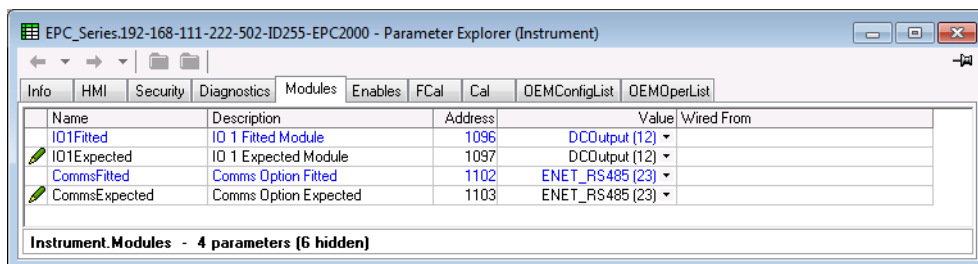 EPC_Series.192-168-111-222-502-ID255-EPC2000 - Parameter Explorer (Instrument)
Info HMI Security Diagnostics Modules Enables FCal Cal OEMConfigList OEMOperList
Name Description Address Value Wired From
IO1Fitted IO 1 Fitted Module 1096 DCOutput (12)
IO1Expected IO 1 Expected Module 1097 DCOutput (12)
CommsFitted Comms Option Fitted 1102 ENET_RS485 (23)
CommsExpected Comms Option Expected 1103 ENET_RS485 (23)
Instrument.Modules - 4 parameters (6 hidden)